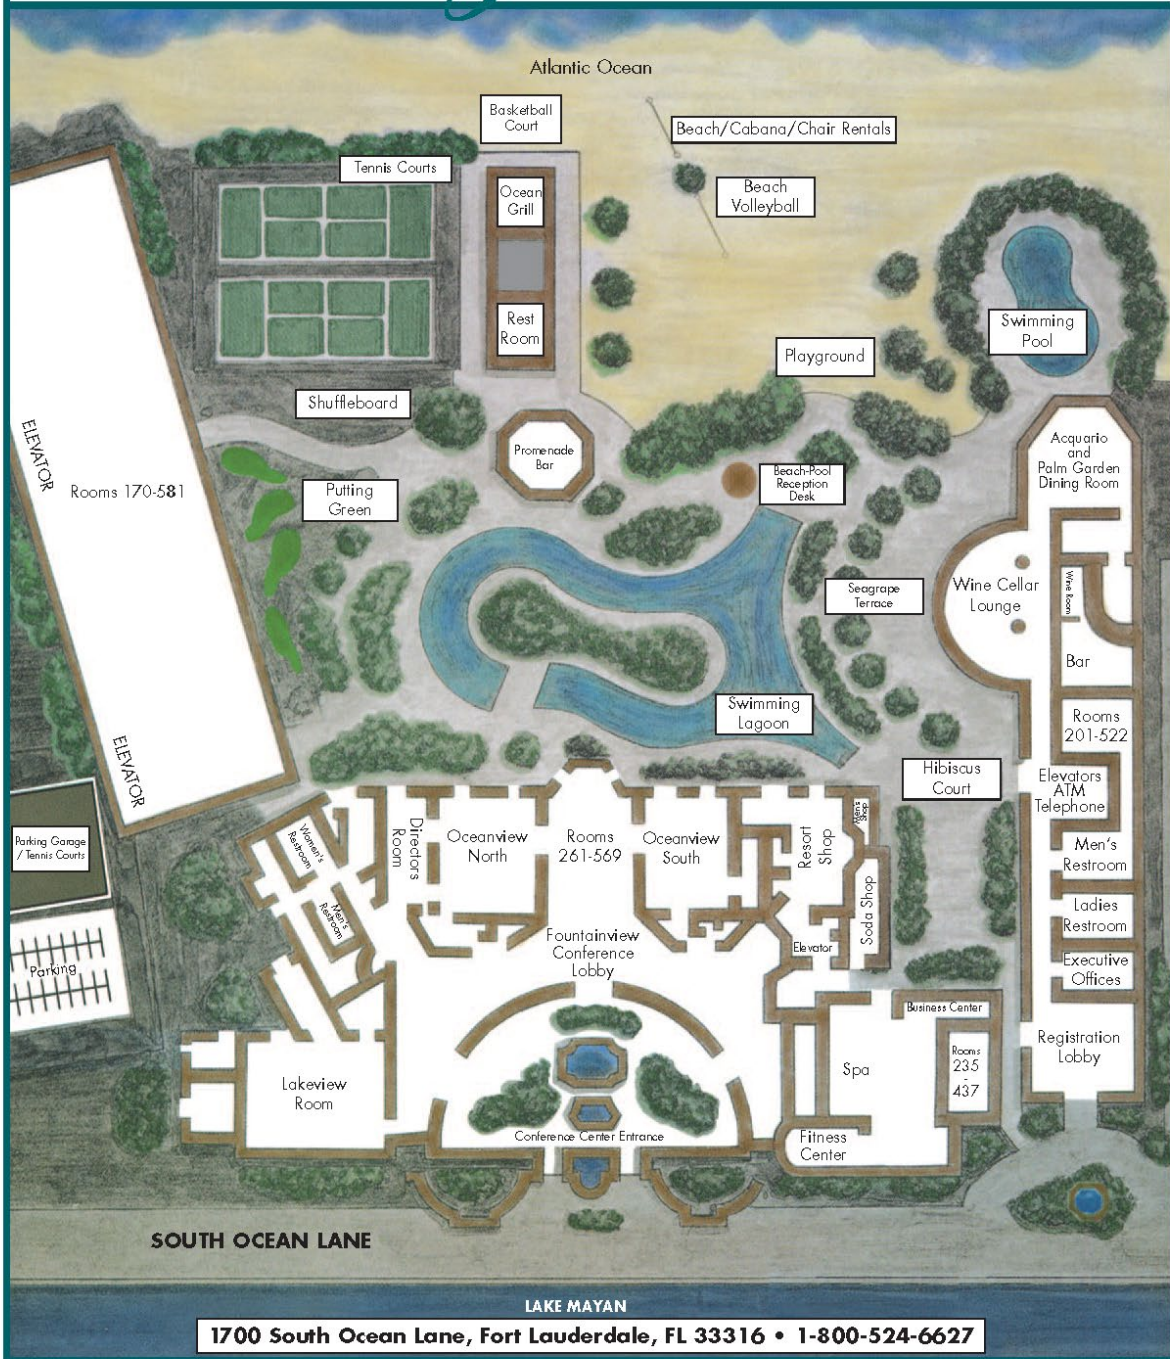 Atlantic Ocean
Basketball
Court
Beach/Cabana/Chair Rentals
Tennis Courts
Ocean
Grill
Beach
Volleyball
Rest
Room
Swimming
Pool
Playground
Shuffleboard
Promenade
Bar
Acquario
and
Palm Garden
Dining Room
ELEVATOR
Rooms 170-581
Putting
Green
Beach-Pool
Reception
Desk
Seagrape
Terrace
Wine Cellar
Lounge
Wine Room
Bar
Swimming
Lagoon
Rooms
201-522
ELEVATOR
Hibiscus
Court
Elevators
ATM
Telephone
Parking Garage
/ Tennis Courts
Women's
Restroom
Directors
Room
Oceanview
North
Rooms
261-569
Oceanview
South
Resort
Shop
Men's
Shop
Men's
Restroom
Men's
Restroom
Soda Shop
Ladies
Restroom
Fountainview
Conference
Lobby
Elevator
Parking
Executive
Offices
Business Center
Registration
Lobby
Spa
Rooms
235
-
437
Lakeview
Room
Conference Center Entrance
Fitness
Center
SOUTH OCEAN LANE
LAKE MAYAN
1700 South Ocean Lane, Fort Lauderdale, FL 33316 • 1-800-524-6627